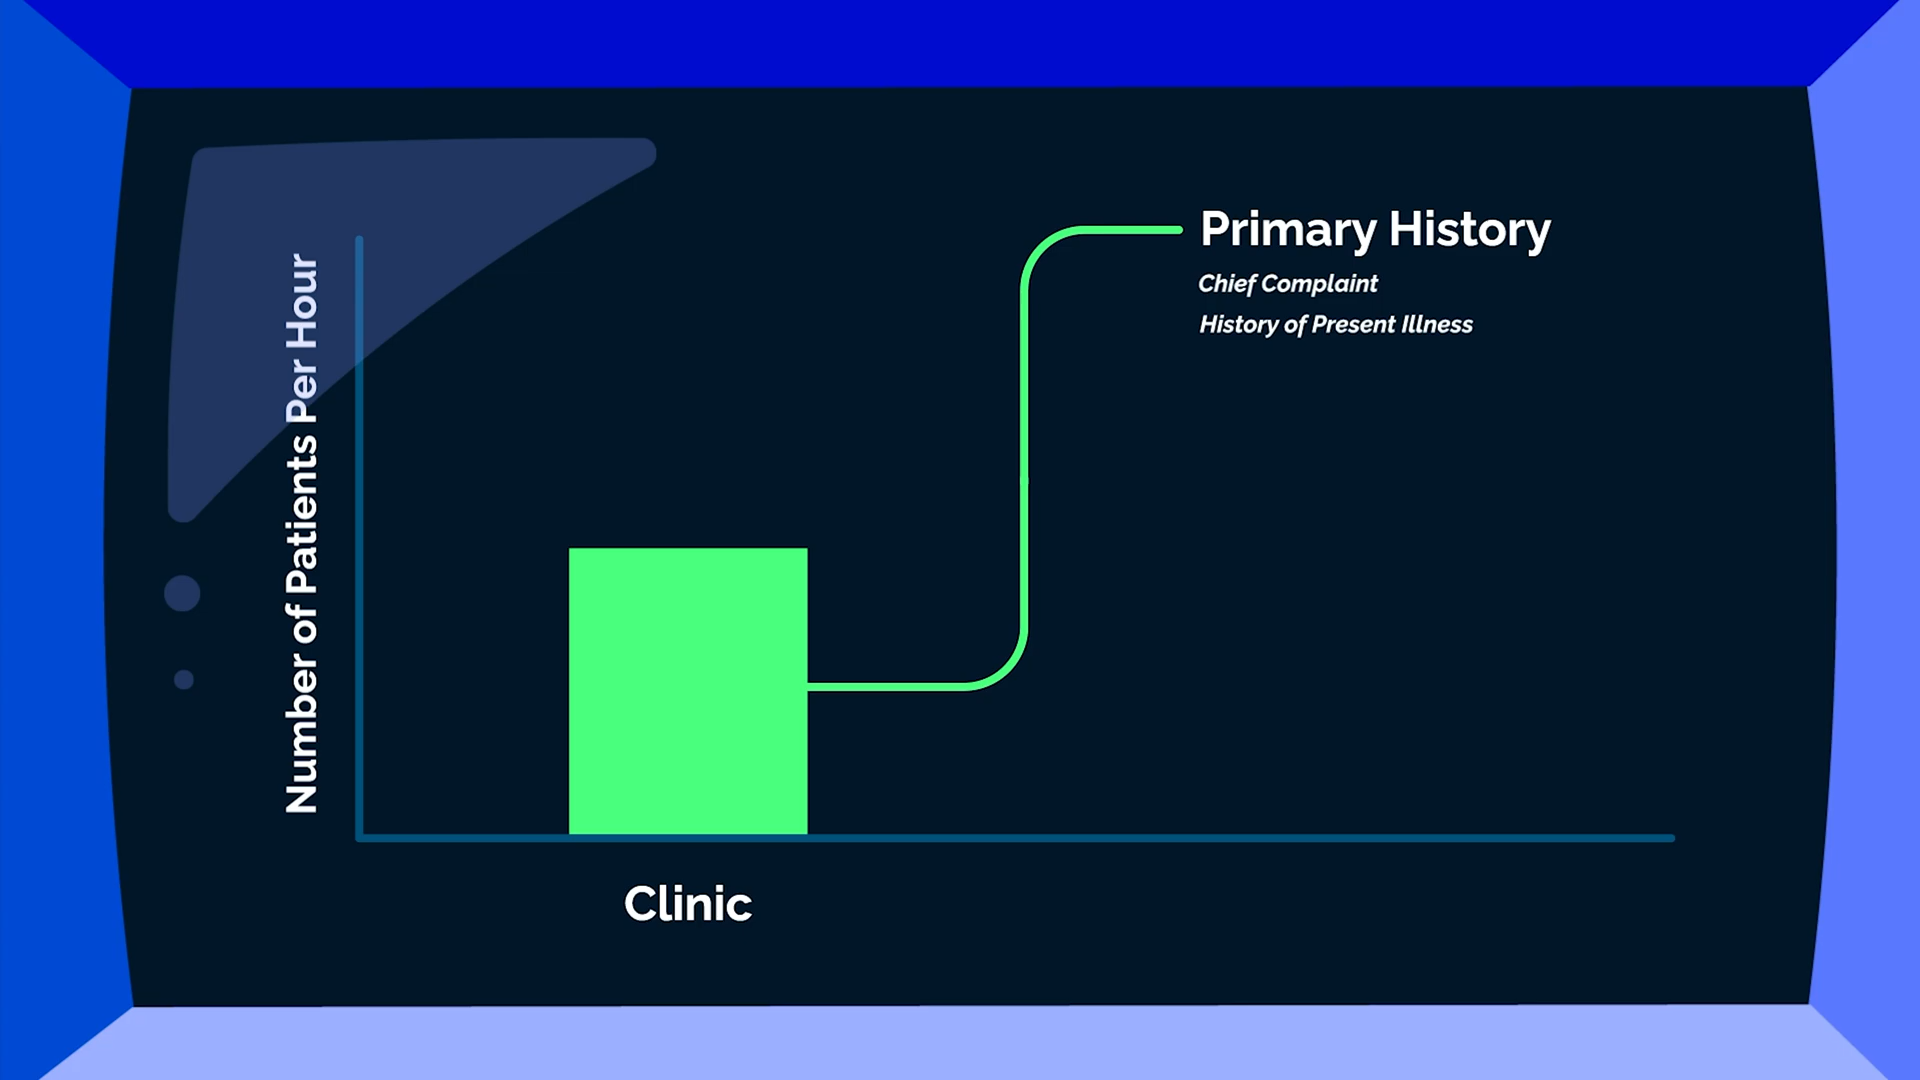 Number of Patients Per Hour
Primary History
Chief Complaint
History of Present Illness
Clinic